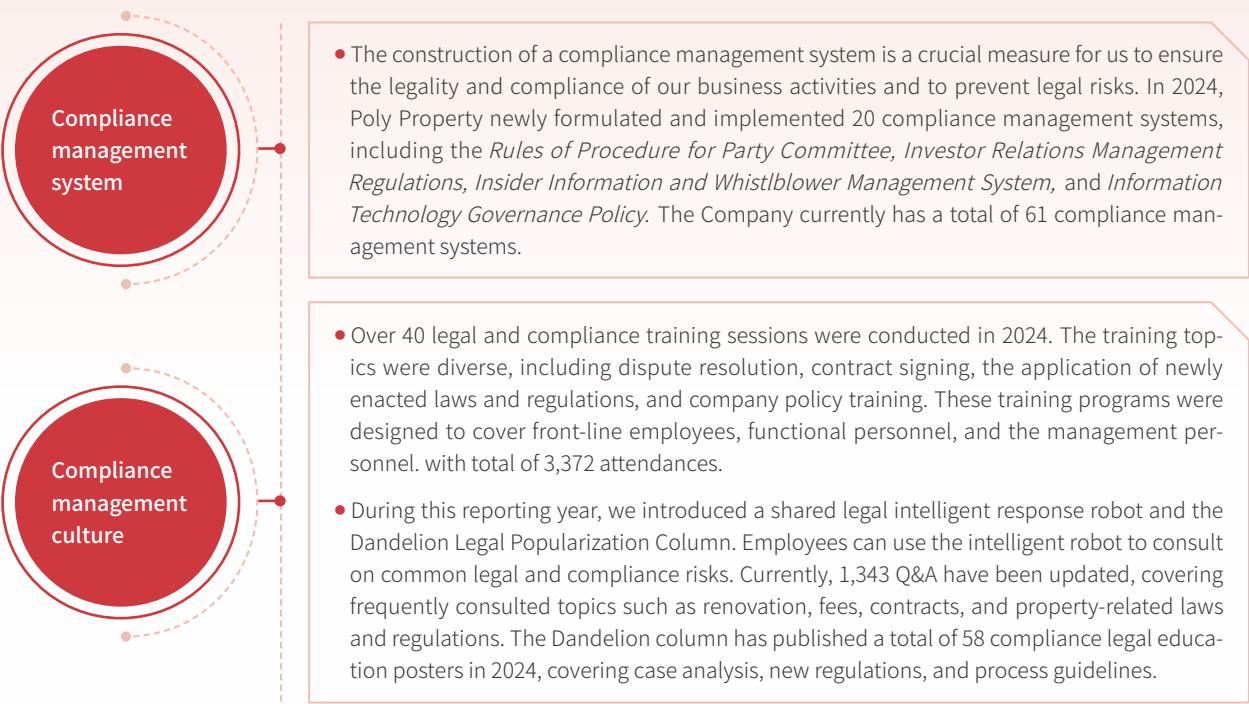 Compliance
management
system
• The construction of a compliance management system is a crucial measure for us to ensure
the legality and compliance of our business activities and to prevent legal risks. In 2024,
Poly Property newly formulated and implemented 20 compliance management systems,
including the Rules of Procedure for Party Committee, Investor Relations Management
Regulations, Insider Information and Whistlblower Management System, and Information
Technology Governance Policy. The Company currently has a total of 61 compliance man-
agement systems.
Compliance
management
culture
• Over 40 legal and compliance training sessions were conducted in 2024. The training top-
ics were diverse, including dispute resolution, contract signing, the application of newly
enacted laws and regulations, and company policy training. These training programs were
designed to cover front-line employees, functional personnel, and the management per-
sonnel. with total of 3,372 attendances.
• During this reporting year, we introduced a shared legal intelligent response robot and the
Dandelion Legal Popularization Column. Employees can use the intelligent robot to consult
on common legal and compliance risks. Currently, 1,343 Q&A have been updated, covering
frequently consulted topics such as renovation, fees, contracts, and property-related laws
and regulations. The Dandelion column has published a total of 58 compliance legal educa-
tion posters in 2024, covering case analysis, new regulations, and process guidelines.